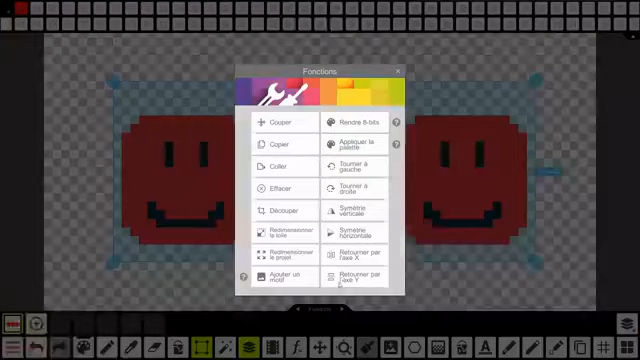 Fonctions
Couper
Rendre 8-bits
Copier
Appliquer la
palette
Coller
Tourner à
gauche
Effacer
Tourner à
droite
Découper
Symétrie
verticale
Redimensionner
la toile
Symétrie
horizontale
Redimensionner
le projet
Retourner par
l'axe X
Ajouter un
motif
Retourner par
l'axe Y